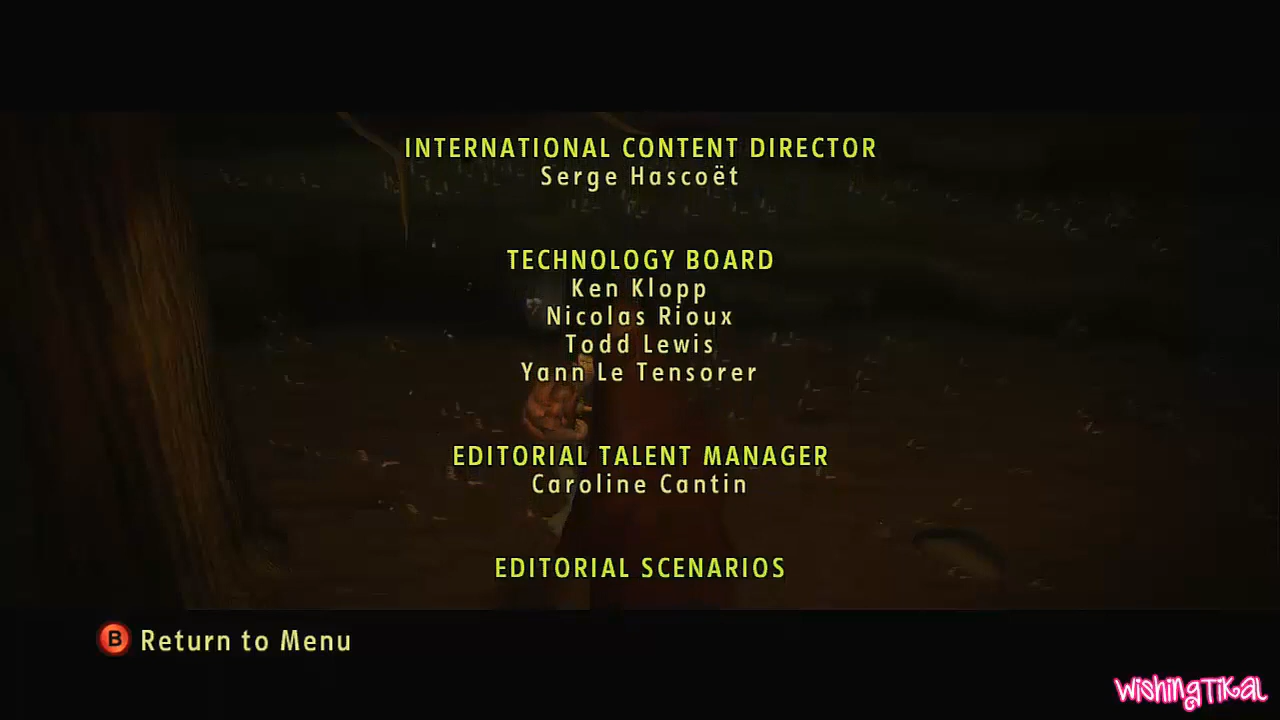 INTERNATIONAL CONTENT DIRECTOR
Serge Hascoët
TECHNOLOGY BOARD
Ken Klopp
Nicolas Rioux
Todd Lewis
Yann Le Tensorer
EDITORIAL TALENT MANAGER
Caroline Cantin
EDITORIAL SCENARIOS
B Return to Menu
WishingTikal